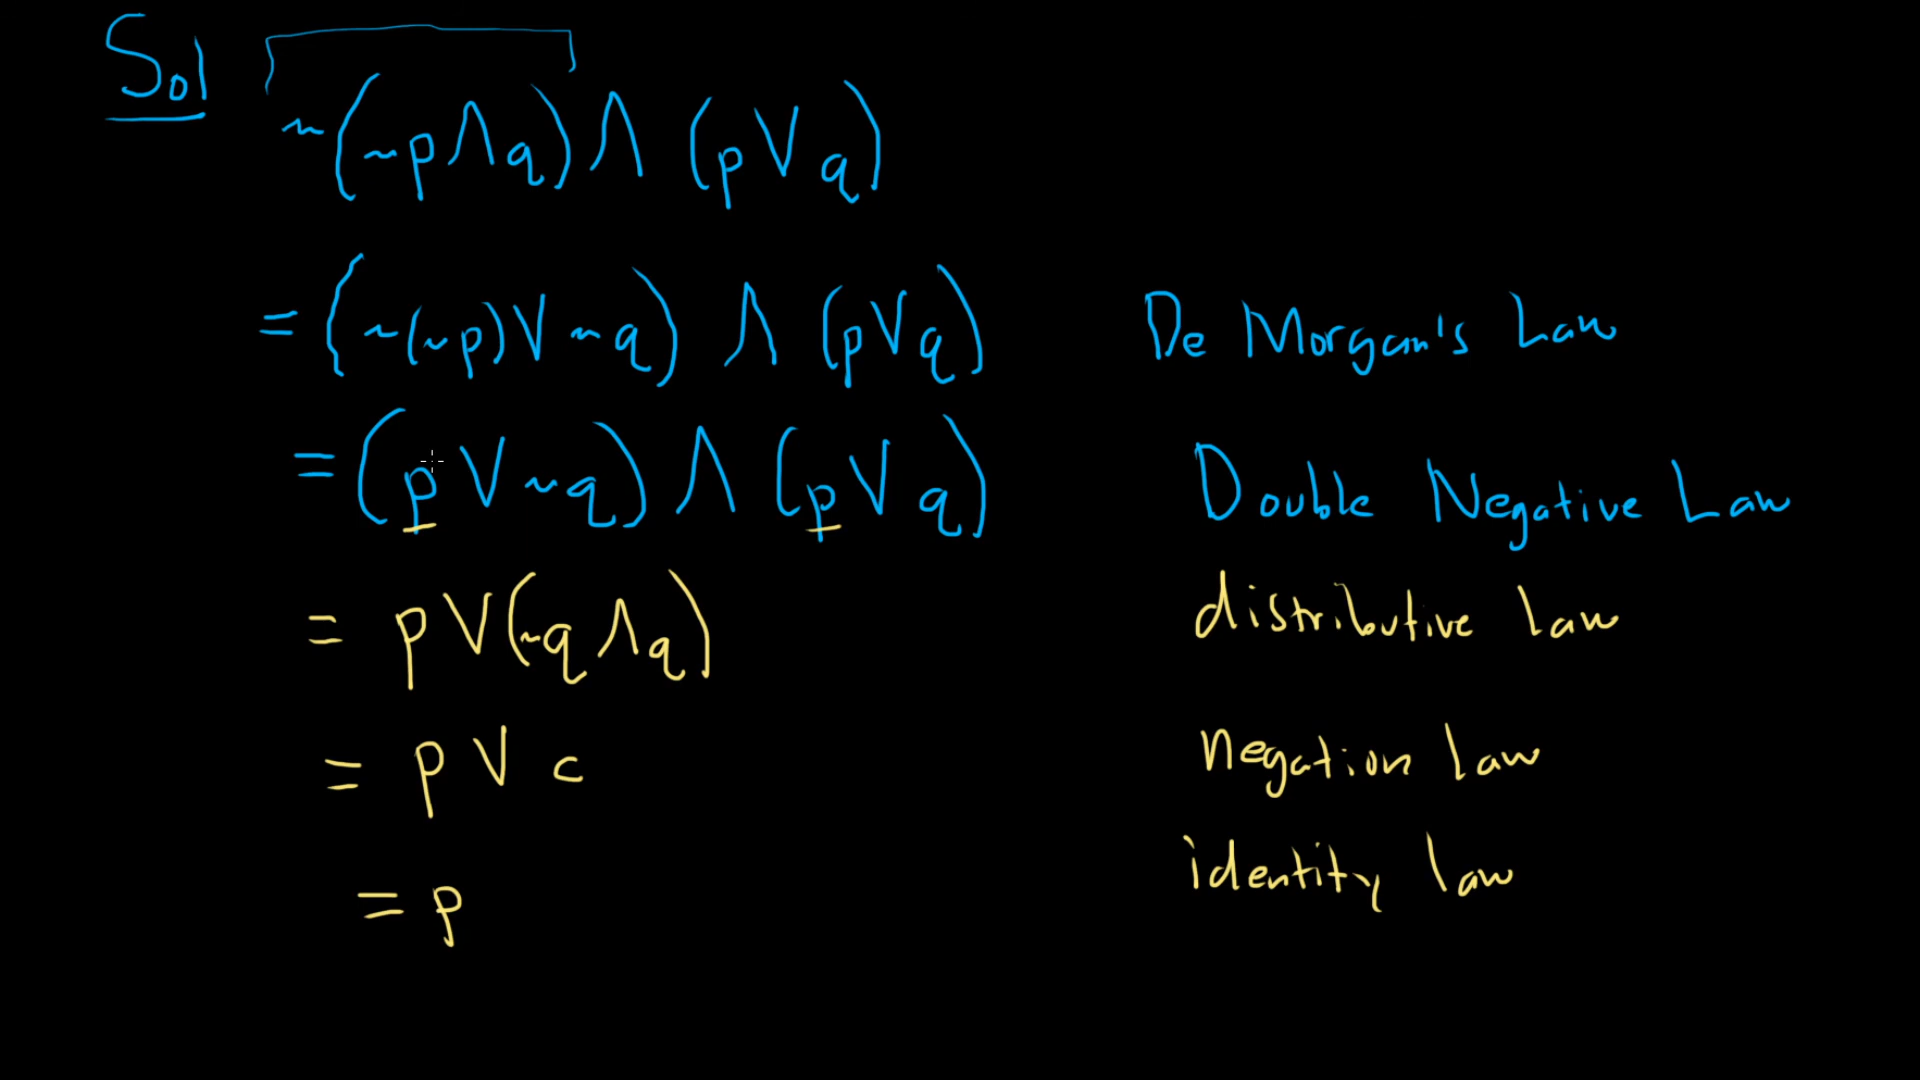 Sol
~(~p ∧ q) ∧ (p ∨ q)
= (~(~p) ∨ ~q) ∧ (p ∨ q) De Morgan's Law
= (p ∨ ~q) ∧ (p ∨ q) Double Negative Law
= p ∨ (~q ∧ q) distributive law
= p ∨ c negation law
= p identity law